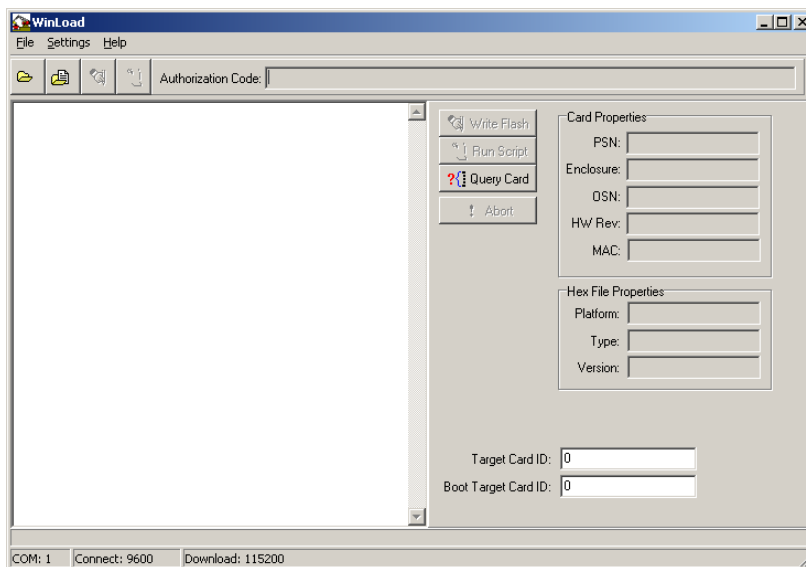 WinLoad
File Settings Help
Authorization Code:
Write Flash
Run Script
?{ Query Card
! Abort
Card Properties
PSN:
Enclosure:
OSN:
HW Rev:
MAC:
Hex File Properties
Platform:
Type:
Version:
Target Card ID: 0
Boot Target Card ID: 0
COM: 1 Connect: 9600 Download: 115200